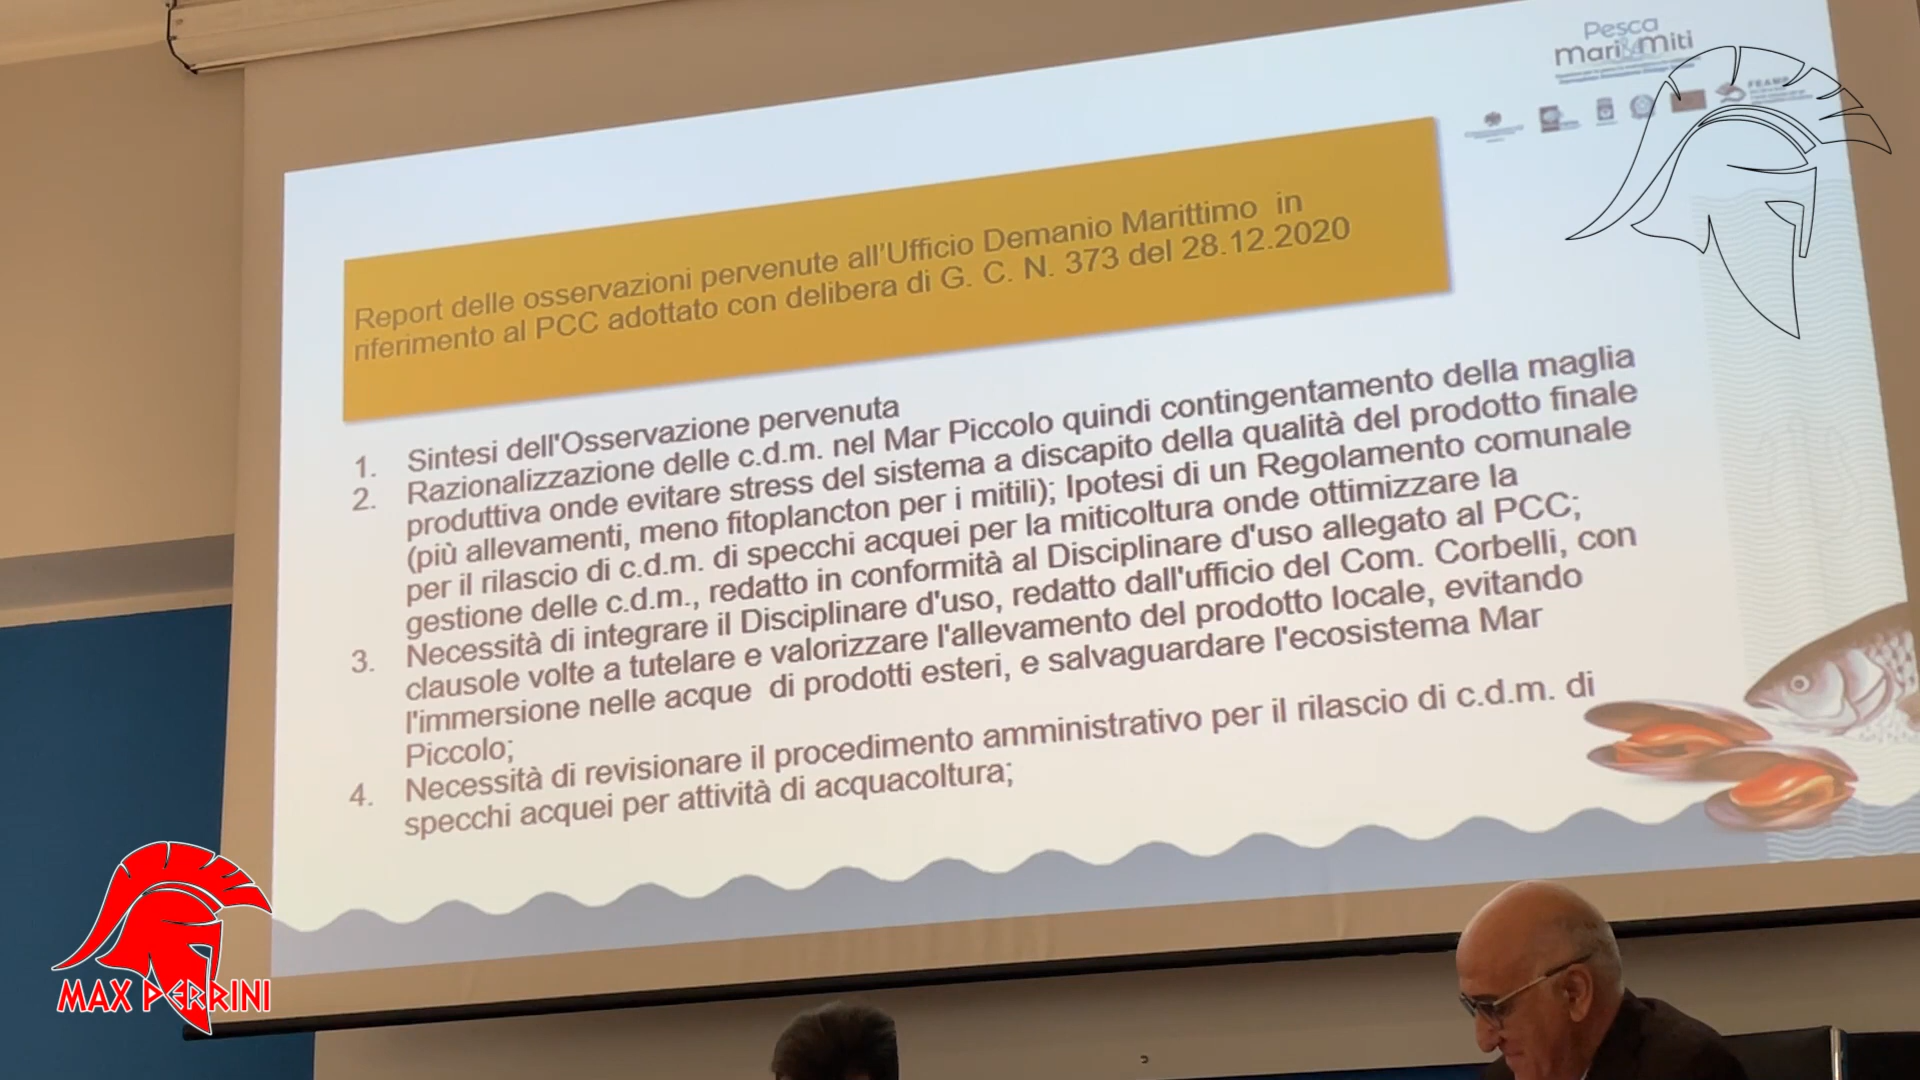 Pesca
mari&miti
FEAMP
Report delle osservazioni pervenute all'Ufficio Demanio Marittimo in
riferimento al PCC adottato con delibera di G. C. N. 373 del 28.12.2020
1. Sintesi dell'Osservazione pervenuta
2. Razionalizzazione delle c.d.m. nel Mar Piccolo quindi contingentamento della maglia
produttiva onde evitare stress del sistema a discapito della qualità del prodotto finale
(più allevamenti, meno fitoplancton per i mitili); Ipotesi di un Regolamento comunale
per il rilascio di c.d.m. di specchi acquei per la miticoltura onde ottimizzare la
gestione delle c.d.m., redatto in conformità al Disciplinare d'uso allegato al PCC;
3. Necessità di integrare il Disciplinare d'uso, redatto dall'ufficio del Com. Corbelli, con
clausole volte a tutelare e valorizzare l'allevamento del prodotto locale, evitando
l'immersione nelle acque di prodotti esteri, e salvaguardare l'ecosistema Mar
Piccolo;
4. Necessità di revisionare il procedimento amministrativo per il rilascio di c.d.m. di
specchi acquei per attività di acquacoltura;
MAX PERRINI